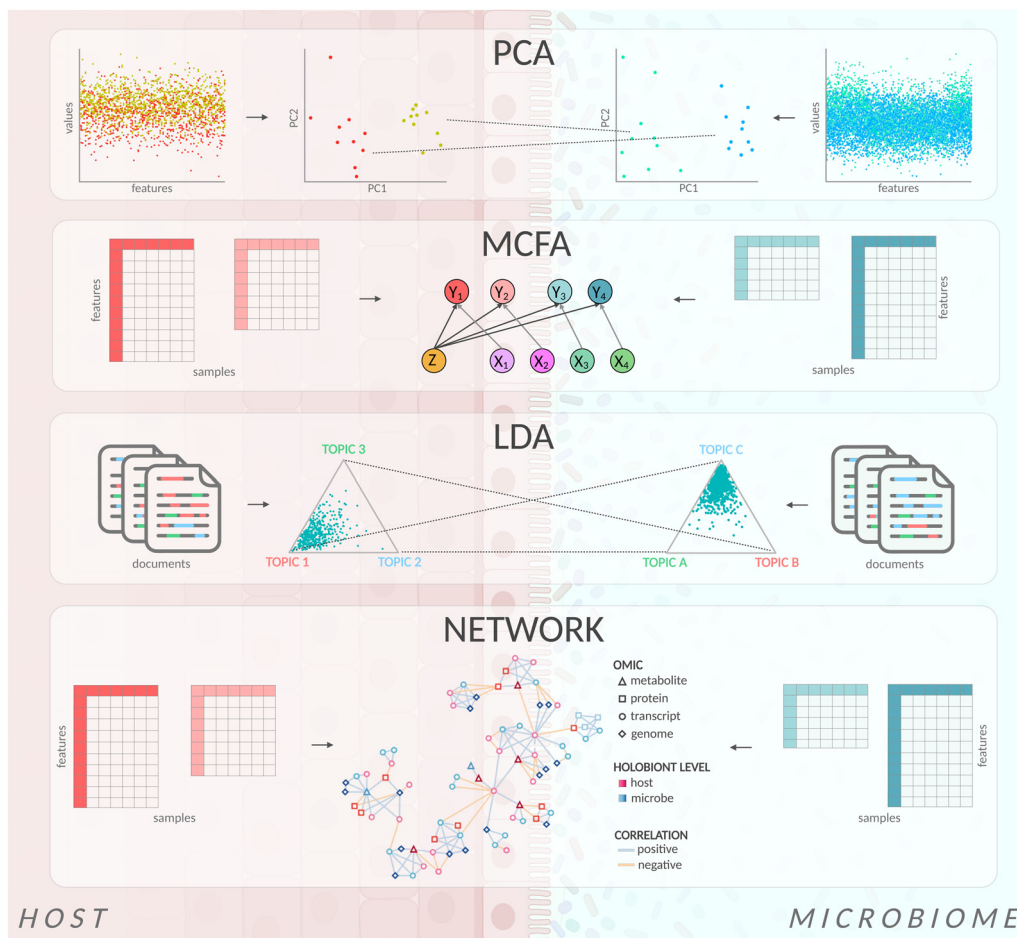 PCA
values
features
PC2
PC1
PC2
PC1
values
features
MCFA
features
samples
Y1 Y2 Y3 Y4
Z X1 X2 X3 X4
features
samples
LDA
documents
TOPIC 3
TOPIC 1 TOPIC 2
TOPIC C
TOPIC A TOPIC B
documents
NETWORK
features
samples
OMIC
metabolite
protein
transcript
genome
HOLOBIONT LEVEL
host
microbe
CORRELATION
positive
negative
features
samples
HOST
MICROBIOME